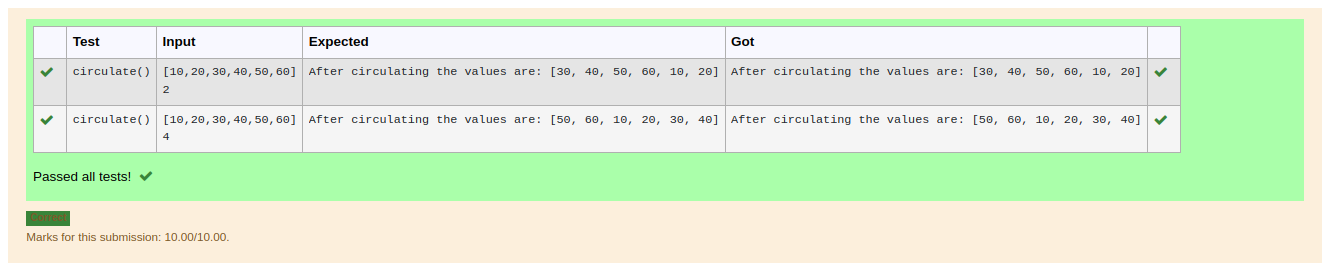 Test Input Expected Got
circulate() [10,20,30,40,50,60] After circulating the values are: [30, 40, 50, 60, 10, 20] After circulating the values are: [30, 40, 50, 60, 10, 20]
2
circulate() [10,20,30,40,50,60] After circulating the values are: [50, 60, 10, 20, 30, 40] After circulating the values are: [50, 60, 10, 20, 30, 40]
4
Passed all tests!
Correct
Marks for this submission: 10.00/10.00.